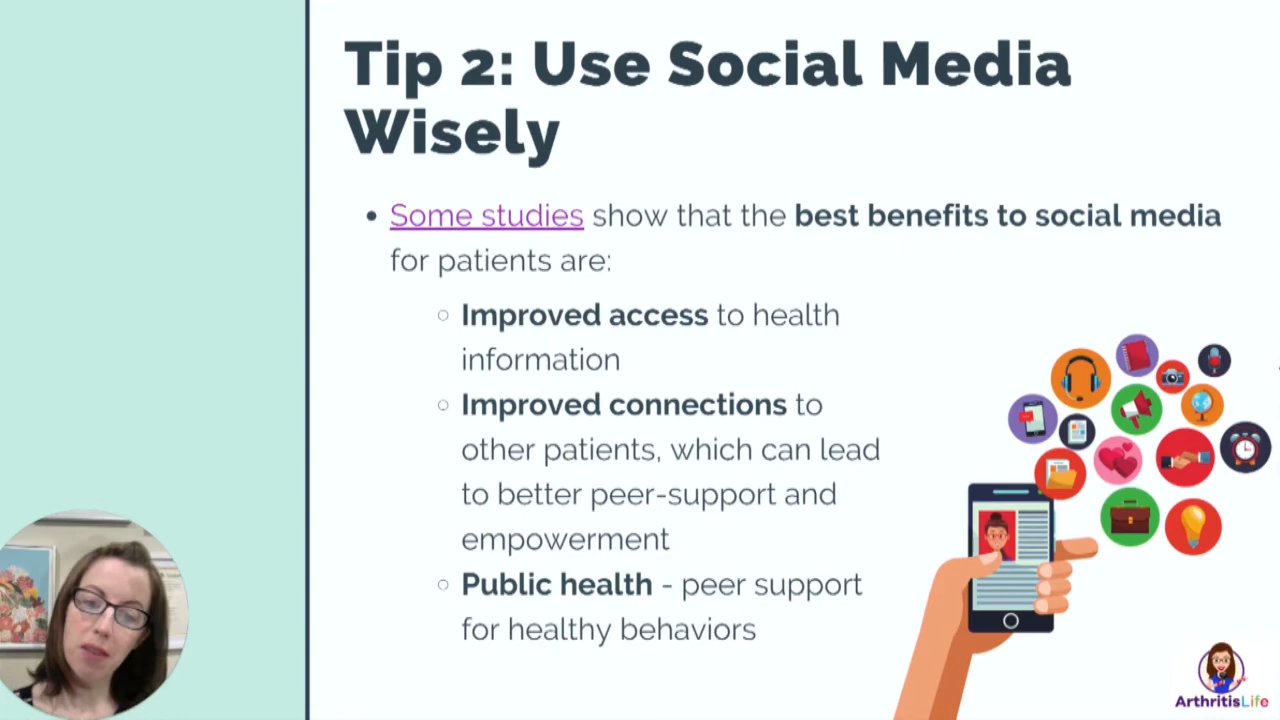 Tip 2: Use Social Media
Wisely
• Some studies show that the best benefits to social media
for patients are:
○ Improved access to health
information
○ Improved connections to
other patients, which can lead
to better peer-support and
empowerment
○ Public health - peer support
for healthy behaviors
ArthritisLife